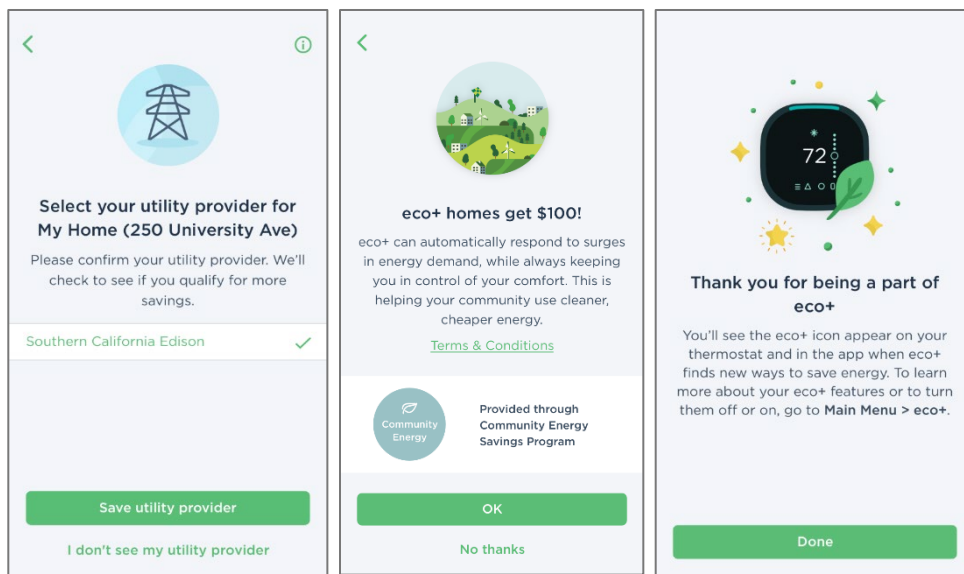 Select your utility provider for
My Home (250 University Ave)
Please confirm your utility provider. We'll
check to see if you qualify for more
savings.
Southern California Edison
Save utility provider
I don't see my utility provider
eco+ homes get $100!
eco+ can automatically respond to surges
in energy demand, while always keeping
you in control of your comfort. This is
helping your community use cleaner,
cheaper energy.
Terms & Conditions
Community
Energy
Provided through
Community Energy
Savings Program
OK
No thanks
72
Thank you for being a part of
eco+
You'll see the eco+ icon appear on your
thermostat and in the app when eco+
finds new ways to save energy. To learn
more about your eco+ features or to turn
them off or on, go to Main Menu > eco+.
Done